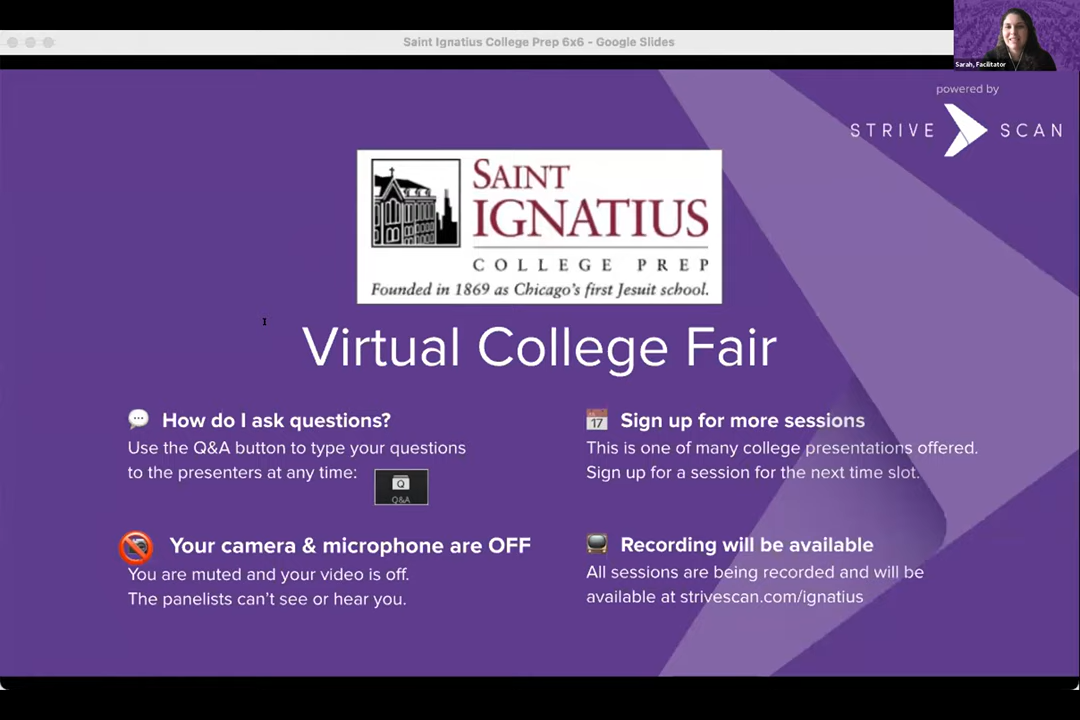 Saint Ignatius College Prep 6x6 - Google Slides
Sarah, Facilitator
powered by
STRIVE SCAN
SAINT
IGNATIUS
COLLEGE PREP
Founded in 1869 as Chicago's first Jesuit school.
Virtual College Fair
How do I ask questions?
Use the Q&A button to type your questions
to the presenters at any time:
Q
Q&A
17
Sign up for more sessions
This is one of many college presentations offered.
Sign up for a session for the next time slot.
Your camera & microphone are OFF
You are muted and your video is off.
The panelists can't see or hear you.
Recording will be available
All sessions are being recorded and will be
available at strivescan.com/ignatius